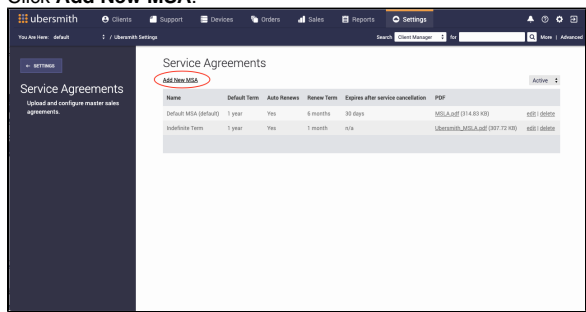 Click Add New MSA.
ubersmith Clients Support Devices Orders Sales Reports Settings
You Are Here: default / Ubersmith Settings Search Client Manager for More | Advanced
← SETTINGS
Service Agreements
Upload and configure master sales
agreements.
Service Agreements
Add New MSA Active
Name Default Term Auto Renews Renew Term Expires after service cancellation PDF
Default MSA (default) 1 year Yes 6 months 30 days MSLA.pdf (314.83 KB) edit | delete
Indefinite Term 1 year Yes 1 month n/a Ubersmith_MSLA.pdf (307.72 KB) edit | delete